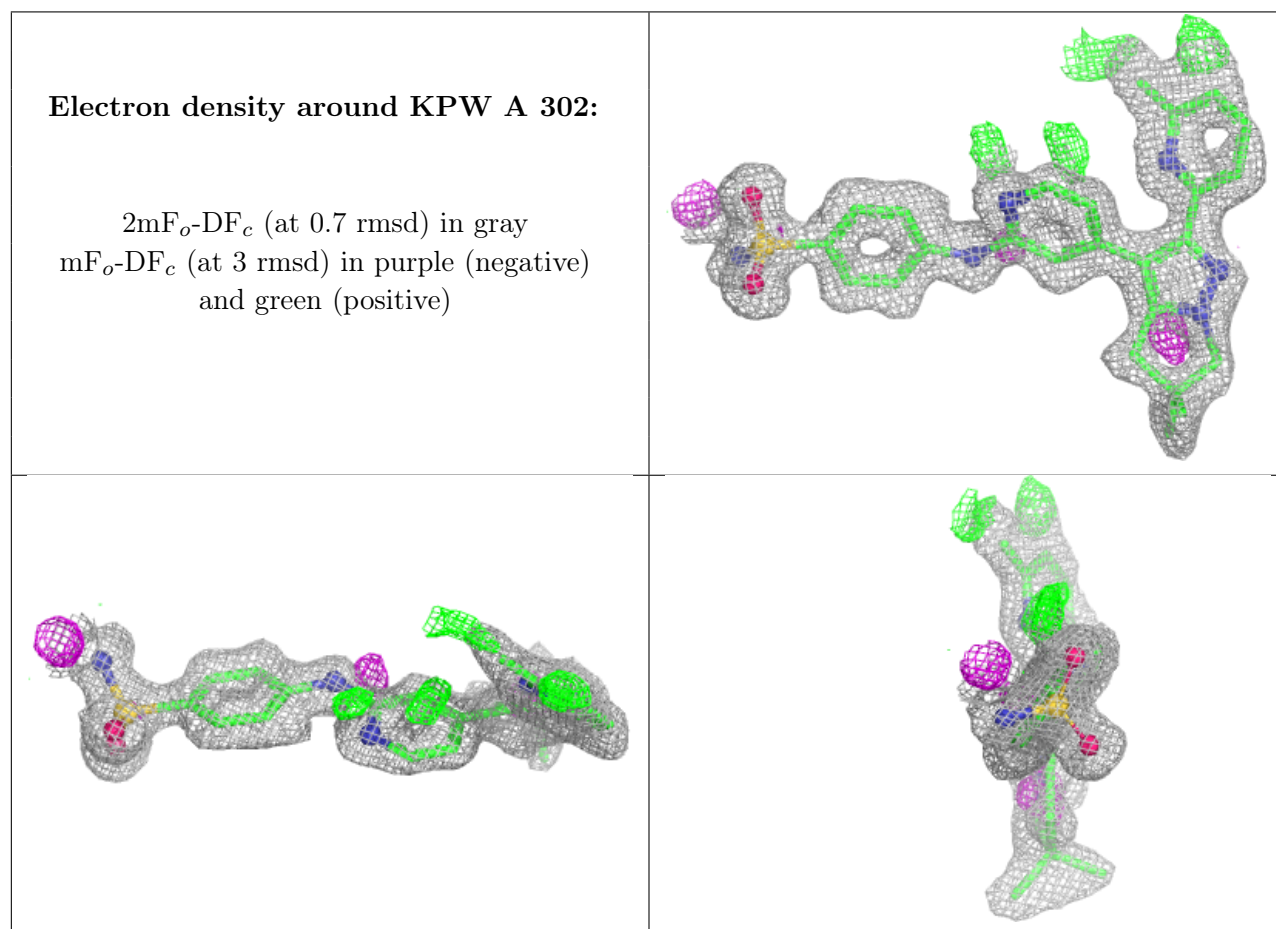 Electron density around KPW A 302:
2mFo-DFc (at 0.7 rmsd) in gray
mFo-DFc (at 3 rmsd) in purple (negative)
and green (positive)